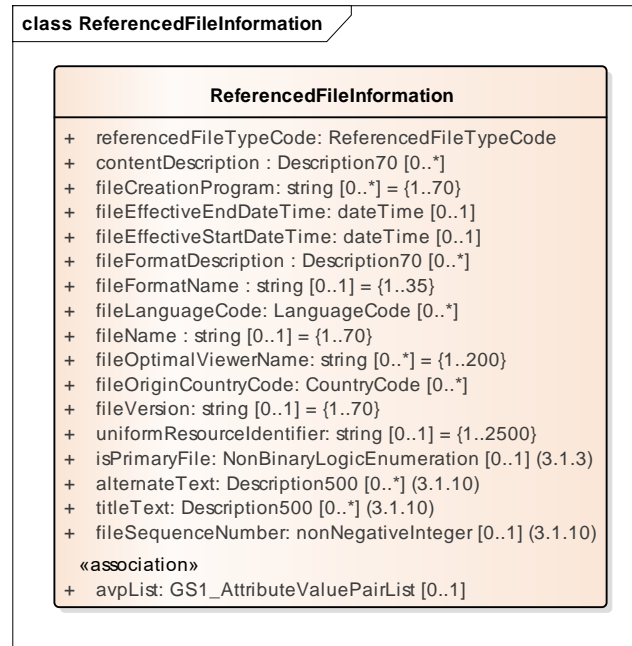 class ReferencedFileInformation
ReferencedFileInformation
+ referencedFileTypeCode: ReferencedFileTypeCode
+ contentDescription : Description70 [0..*]
+ fileCreationProgram: string [0..*] = {1..70}
+ fileEffectiveEndDateTime: dateTime [0..1]
+ fileEffectiveStartDateTime: dateTime [0..1]
+ fileFormatDescription : Description70 [0..*]
+ fileFormatName : string [0..1] = {1..35}
+ fileLanguageCode: LanguageCode [0..*]
+ fileName : string [0..1] = {1..70}
+ fileOptimalViewerName: string [0..*] = {1..200}
+ fileOriginCountryCode: CountryCode [0..*]
+ fileVersion: string [0..1] = {1..70}
+ uniformResourceIdentifier: string [0..1] = {1..2500}
+ isPrimaryFile: NonBinaryLogicEnumeration [0..1] (3.1.3)
+ alternateText: Description500 [0..*] (3.1.10)
+ titleText: Description500 [0..*] (3.1.10)
+ fileSequenceNumber: nonNegativeInteger [0..1] (3.1.10)
«association»
+ avpList: GS1_AttributeValuePairList [0..1]